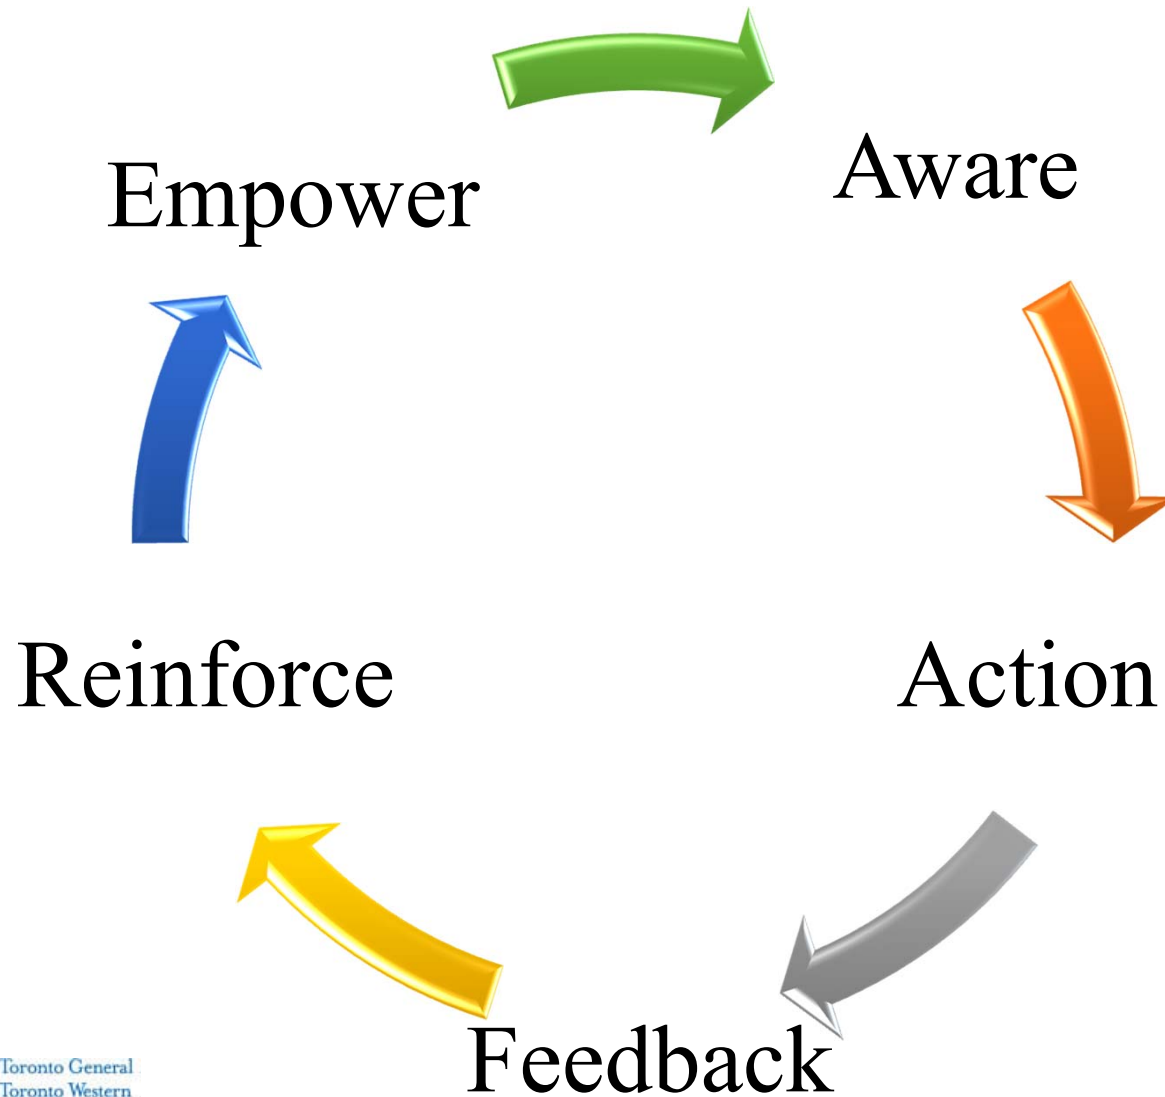 Empower
Aware
Reinforce
Action
Feedback
Toronto General
Toronto Western